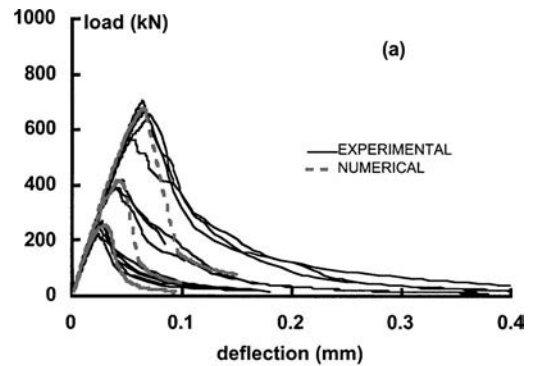 1000
load (kN)
(a)
800
600
EXPERIMENTAL
NUMERICAL
400
200
0
0
0.1
0.2
0.3
0.4
deflection (mm)